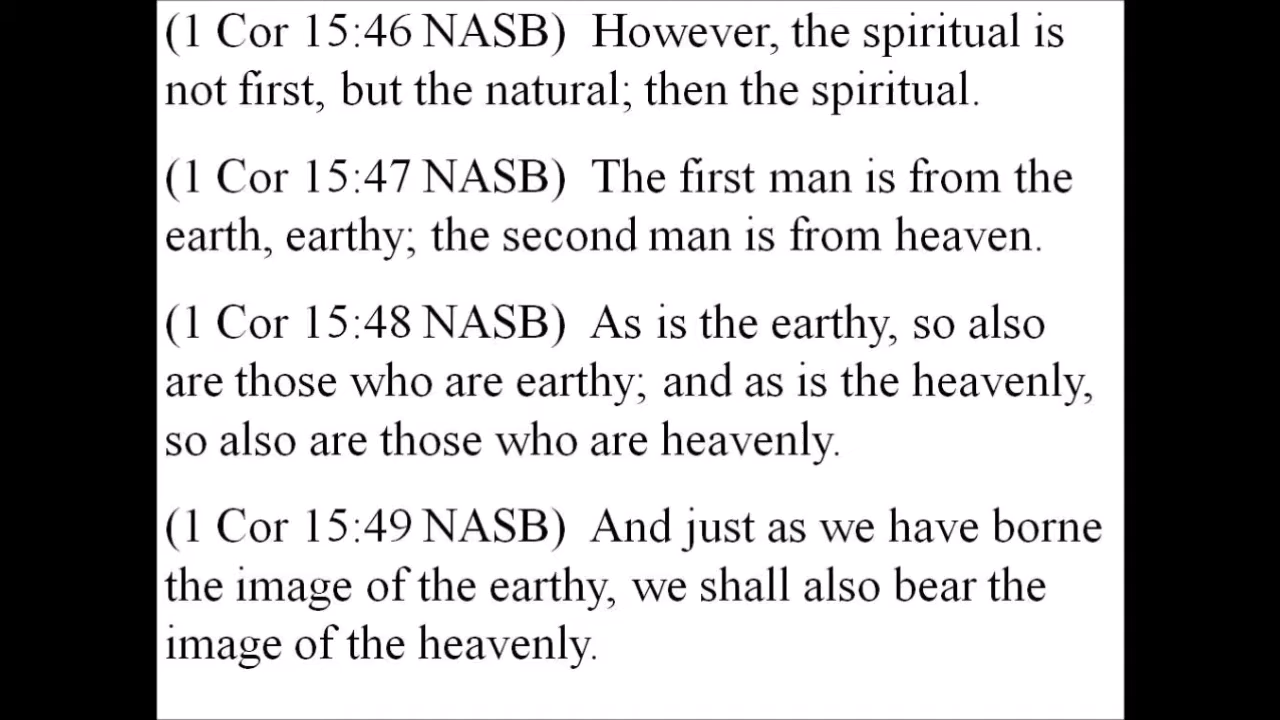 (1 Cor 15:46 NASB)  However, the spiritual is
not first, but the natural; then the spiritual.
(1 Cor 15:47 NASB)  The first man is from the
earth, earthy; the second man is from heaven.
(1 Cor 15:48 NASB)  As is the earthy, so also
are those who are earthy; and as is the heavenly,
so also are those who are heavenly.
(1 Cor 15:49 NASB)  And just as we have borne
the image of the earthy, we shall also bear the
image of the heavenly.